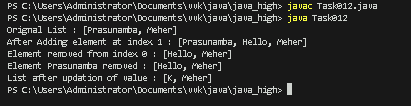 PS C:\Users\Administrator\Documents\vvk\java\java_high> javac Task012.java
PS C:\Users\Administrator\Documents\vvk\java\java_high> java Task012
Orignal List : [Prasunamba, Meher]
After Adding element at index 1 : [Prasunamba, Hello, Meher]
Element removed from index 0 : [Hello, Meher]
Element Prasunamba removed : [Hello, Meher]
List after updation of value : [K, Meher]
PS C:\Users\Administrator\Documents\vvk\java\java_high>